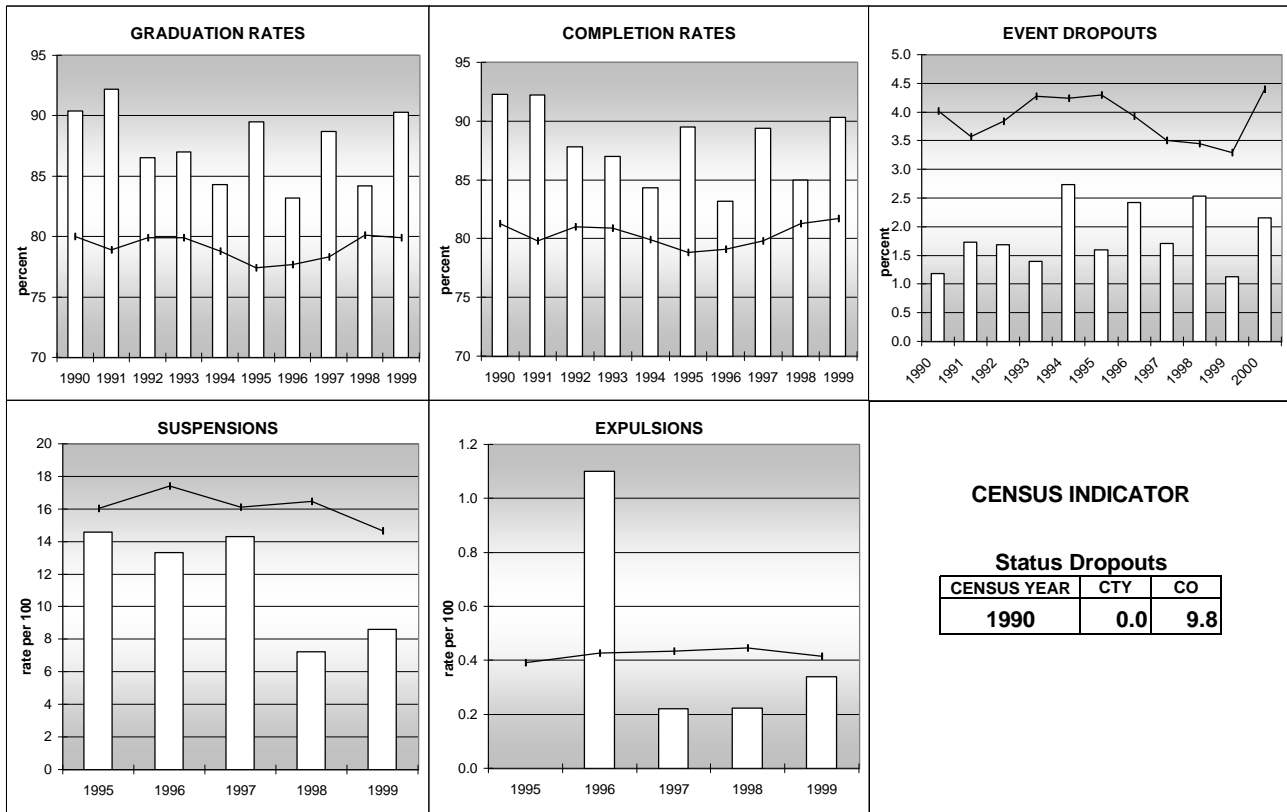 GRADUATION RATES
95
90
85
80
75
70
percent
1990 1991 1992 1993 1994 1995 1996 1997 1998 1999
COMPLETION RATES
95
90
85
80
75
70
percent
1990 1991 1992 1993 1994 1995 1996 1997 1998 1999
EVENT DROPOUTS
5.0
4.5
4.0
3.5
3.0
2.5
2.0
1.5
1.0
0.5
0.0
percent
1990 1991 1992 1993 1994 1995 1996 1997 1998 1999 2000
SUSPENSIONS
20
18
16
14
12
10
8
6
4
2
0
rate per 100
1995 1996 1997 1998 1999
EXPULSIONS
1.2
1.0
0.8
0.6
0.4
0.2
0.0
rate per 100
1995 1996 1997 1998 1999
CENSUS INDICATOR
Status Dropouts
CENSUS YEAR CTY CO
1990 0.0 9.8